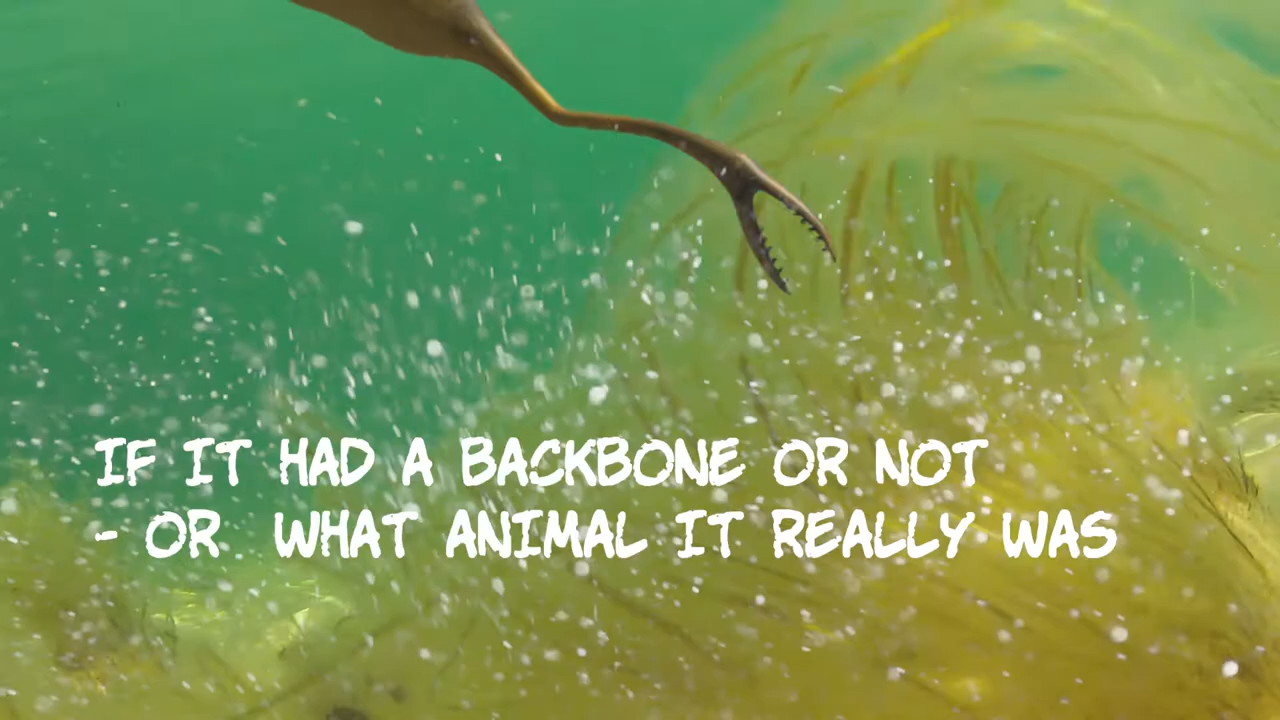 IF IT HAD A BACKBONE OR NOT
- OR WHAT ANIMAL IT REALLY WAS